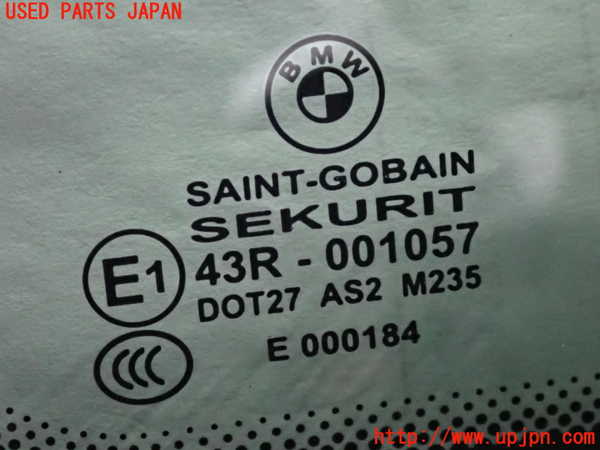 USED PARTS JAPAN
BMW
SAINT-GOBAIN
SEKURIT
E1 43R - 001057
DOT27 AS2 M235
CCC E 000184
http://www.upjpn.com/